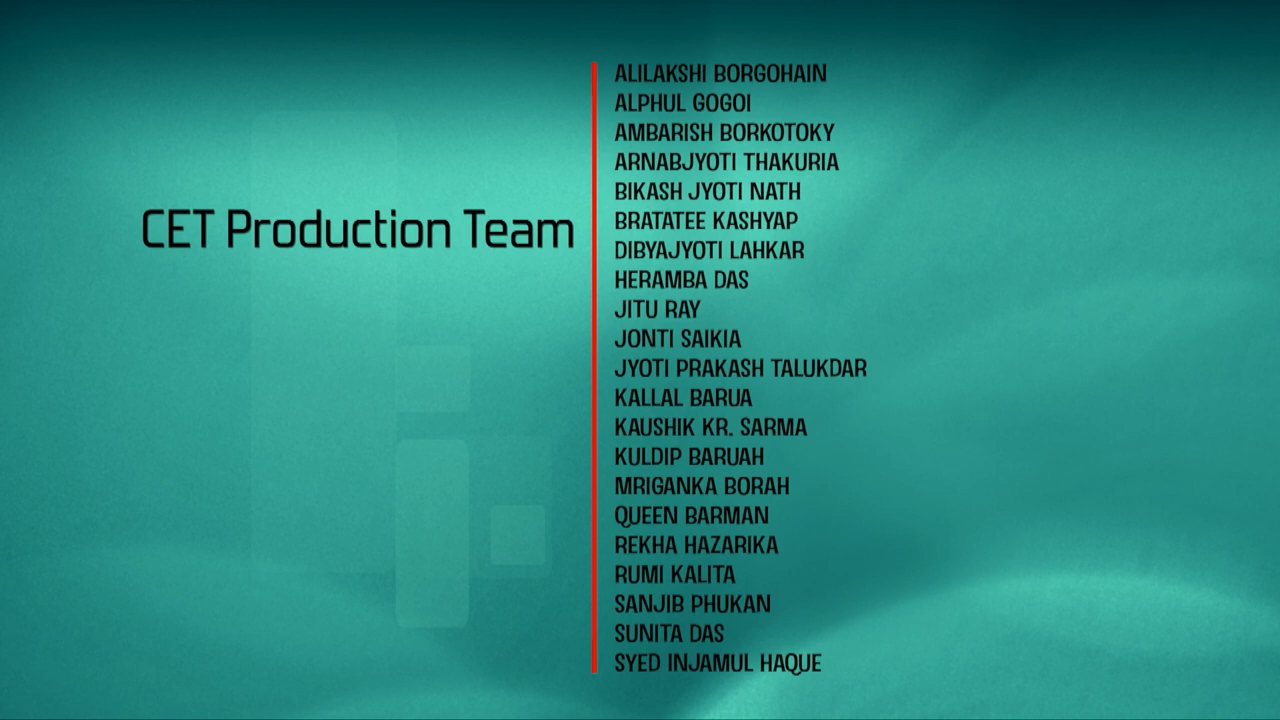 CET Production Team
ALILAKSHI BORGOHAIN
ALPHUL GOGOI
AMBARISH BORKOTOKY
ARNABJYOTI THAKURIA
BIKASH JYOTI NATH
BRATATEE KASHYAP
DIBYAJYOTI LAHKAR
HERAMBA DAS
JITU RAY
JONTI SAIKIA
JYOTI PRAKASH TALUKDAR
KALLAL BARUA
KAUSHIK KR. SARMA
KULDIP BARUAH
MRIGANKA BORAH
QUEEN BARMAN
REKHA HAZARIKA
RUMI KALITA
SANJIB PHUKAN
SUNITA DAS
SYED INJAMUL HAQUE